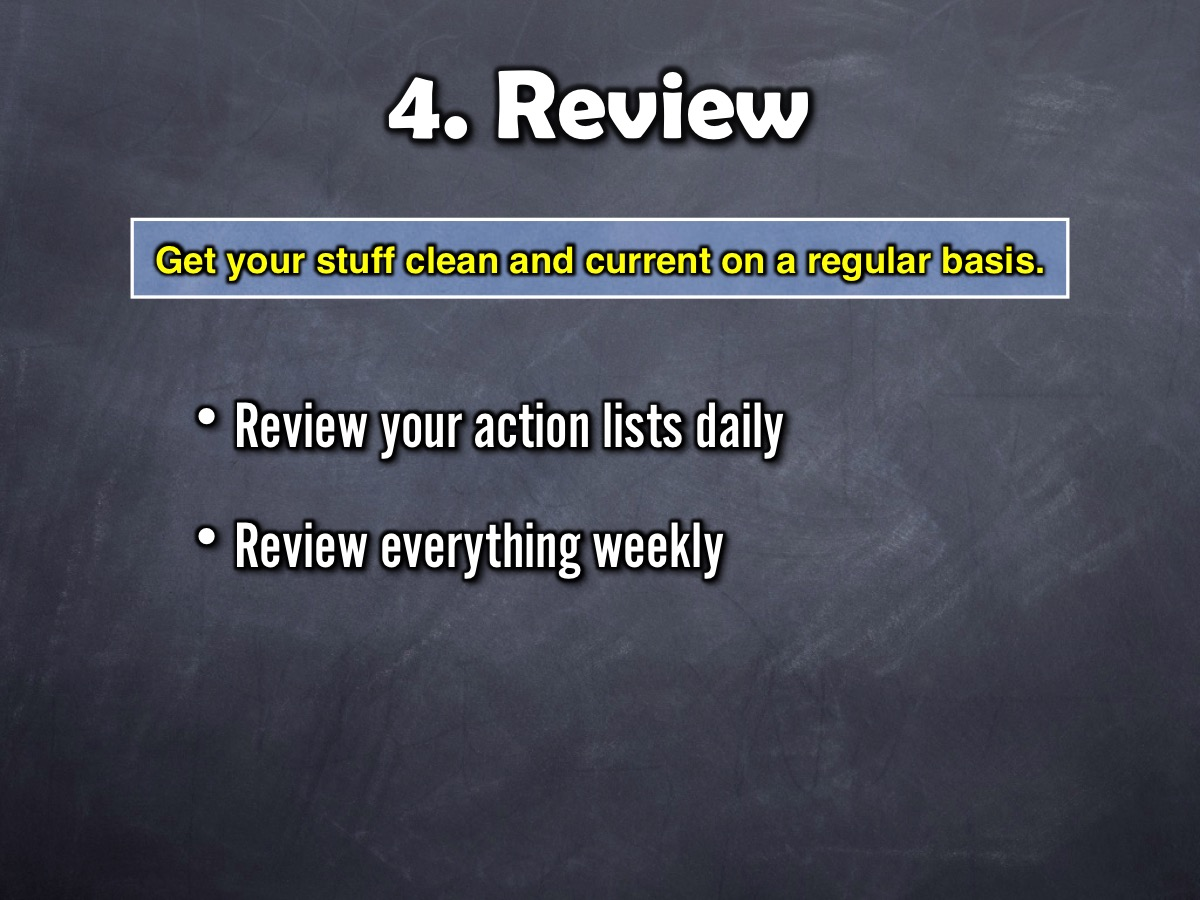 4. Review
Get your stuff clean and current on a regular basis.
• Review your action lists daily
• Review everything weekly